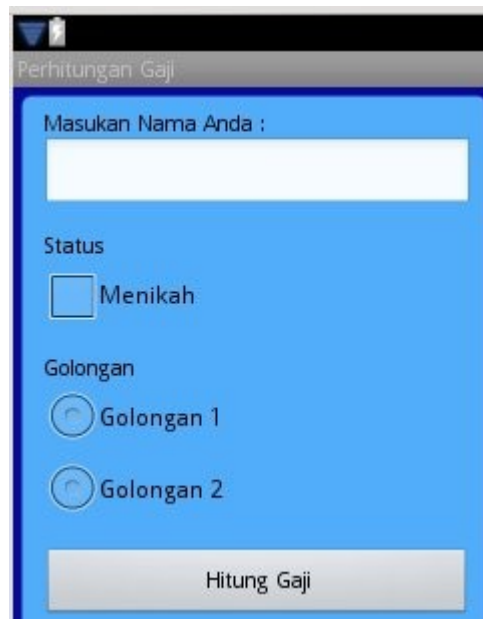 Perhitungan Gaji
Masukan Nama Anda :
Status
Menikah
Golongan
Golongan 1
Golongan 2
Hitung Gaji